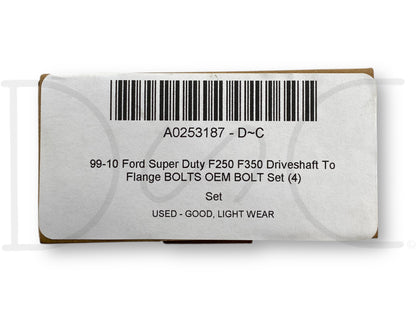 A0253187 - D~C
99-10 Ford Super Duty F250 F350 Driveshaft To
Flange BOLTS OEM BOLT Set (4)
Set
USED - GOOD, LIGHT WEAR